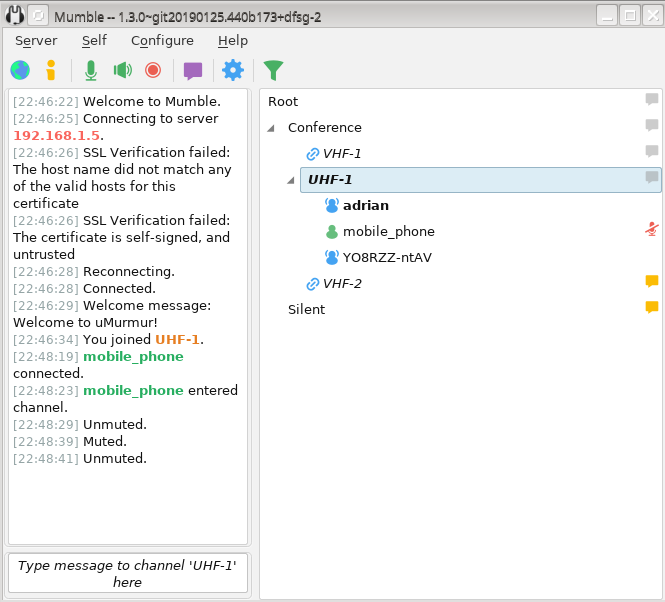 Mumble -- 1.3.0~git20190125.440b173+dfsg-2
Server Self Configure Help
[22:46:22] Welcome to Mumble.
[22:46:25] Connecting to server
192.168.1.5.
[22:46:26] SSL Verification failed:
The host name did not match any
of the valid hosts for this
certificate
[22:46:26] SSL Verification failed:
The certificate is self-signed, and
untrusted
[22:46:28] Reconnecting.
[22:46:28] Connected.
[22:46:29] Welcome message:
Welcome to uMurmur!
[22:46:34] You joined UHF-1.
[22:48:19] mobile_phone
connected.
[22:48:23] mobile_phone entered
channel.
[22:48:29] Unmuted.
[22:48:39] Muted.
[22:48:41] Unmuted.
Type message to channel 'UHF-1'
here
Root
Conference
VHF-1
UHF-1
adrian
mobile_phone
YO8RZZ-ntAV
VHF-2
Silent